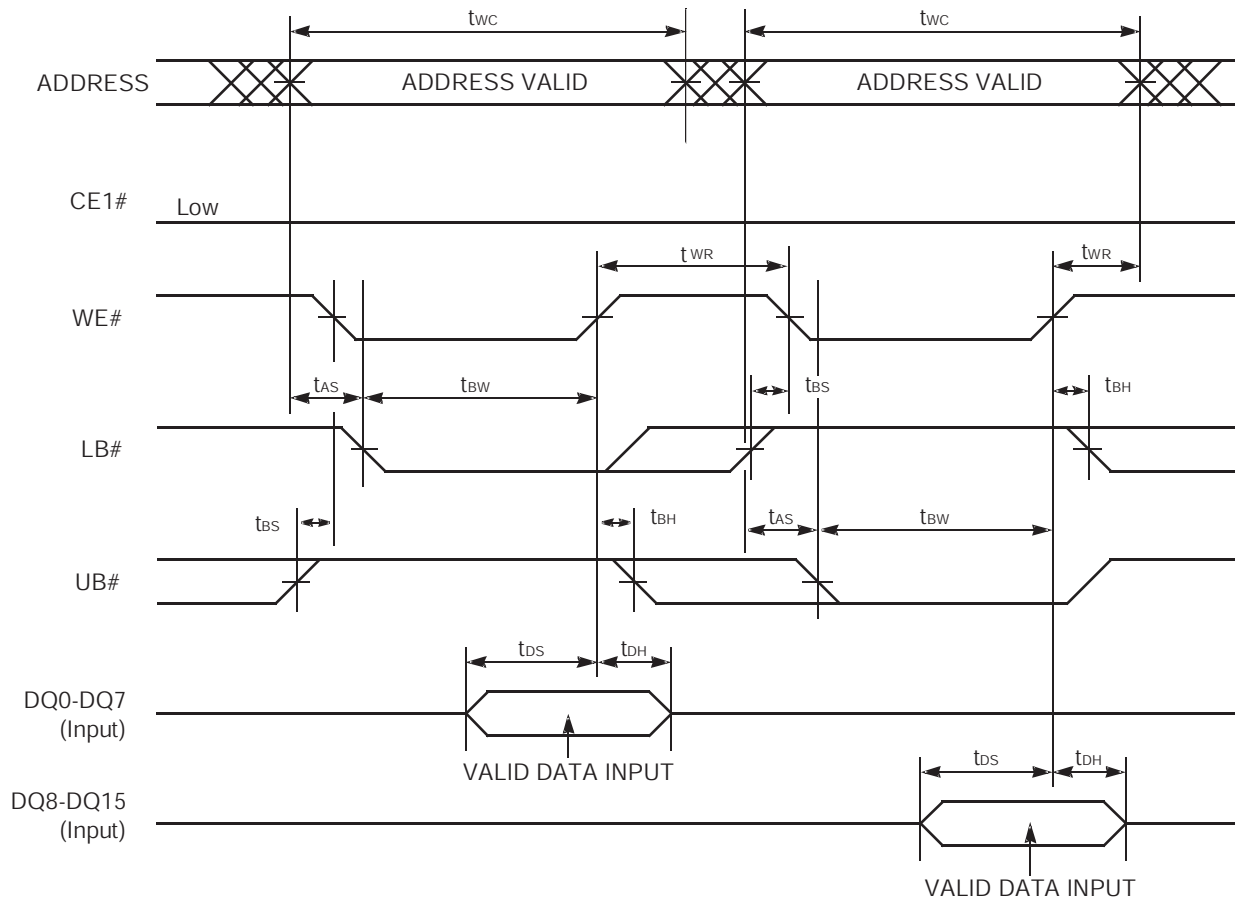 tWC tWC
ADDRESS ADDRESS VALID ADDRESS VALID
CE1# Low
tWR tWR
WE#
tAS tBW tBS tBH
LB#
tBS tBH tAS tBW
UB#
tDS tDH
DQ0-DQ7
(Input)
VALID DATA INPUT
tDS tDH
DQ8-DQ15
(Input)
VALID DATA INPUT